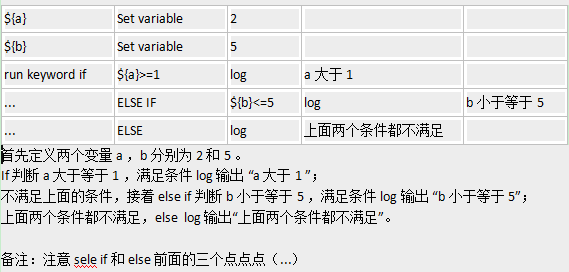 ${a} Set variable 2
${b} Set variable 5
run keyword if ${a}>=1 log a 大于 1
... ELSE IF ${b}<=5 log b 小于等于 5
... ELSE log 上面两个条件都不满足
首先定义两个变量 a ，b 分别为 2 和 5 。
If 判断 a 大于等于 1 ，满足条件 log 输出 “a 大于 1 ”；
不满足上面的条件，接着 else if 判断 b 小于等于 5 ，满足条件 log 输出 “b 小于等于 5”；
上面两个条件都不满足，else log 输出“上面两个条件都不满足”。
备注：注意 sele if 和 else 前面的三个点点点（...）